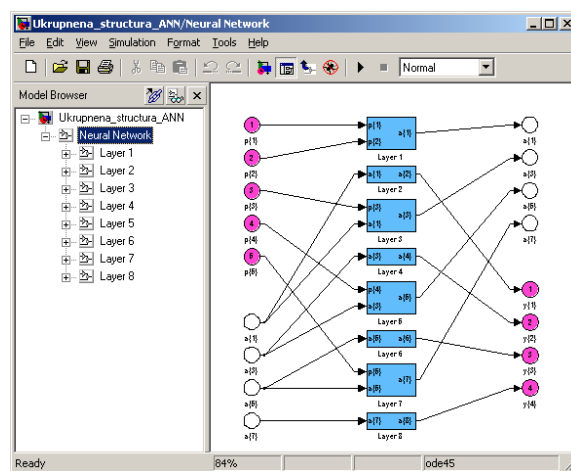 Ukrupnena_structura_ANN/Neural Network
File Edit View Simulation Format Tools Help
Normal
Model Browser
Ukrupnena_structura_ANN
Neural Network
Layer 1
Layer 2
Layer 3
Layer 4
Layer 5
Layer 6
Layer 7
Layer 8
1
p{1}
2
p{2}
3
p{3}
4
p{4}
5
p{5}
a{1}
a{3}
a{5}
a{7}
p{1}
p{2}
a{1}
Layer 1
a{1} a{2}
Layer 2
p{3}
a{1}
a{3}
Layer 3
a{3} a{4}
Layer 4
p{4}
a{3}
a{5}
Layer 5
a{5} a{6}
Layer 6
p{5}
a{5}
a{7}
Layer 7
a{7} a{8}
Layer 8
a{1}
a{3}
a{5}
a{7}
1
y{1}
2
y{2}
3
y{3}
4
y{4}
Ready 84% ode45